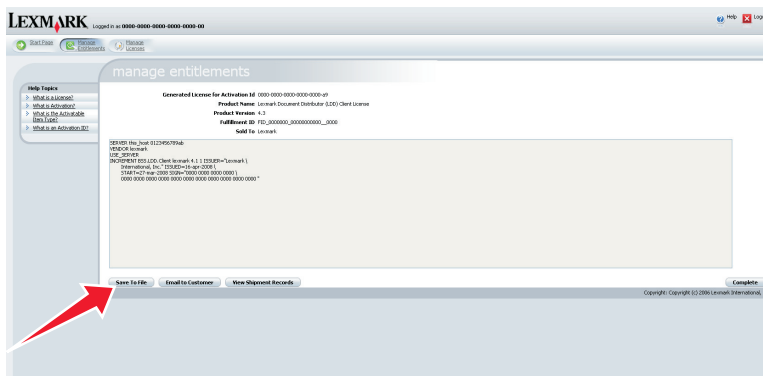 LEXMARK Logged in as 0000-0000-0000-0000-0000-00
Help
Start Page
Manage Entitlements
Manage Licenses
manage entitlements
Help Topics
What is a License?
What is Activation?
What is the Activatable
Item Type?
What is an Activation ID?
Generated License for Activation Id 0000-0000-0000-0000-0000-a9
Product Name Lexmark Document Distributor (LDD) Client License
Product Version 4.3
Fulfillment ID FID_0000000_00000000000__0000
Sold To Lexmark
SERVER this_host 0123456789ab
VENDOR lexmark
USE_SERVER
INCREMENT ESS.LDD.Client lexmark 4.1 1 ISSUER="Lexmark \
International, Inc." ISSUED=16-apr-2008 \
START=27-mar-2008 SIGN="0000 0000 0000 0000 \
0000 0000 0000 0000 0000 0000 0000 0000 0000 0000 0000"
Save To File
Email to Customer
View Shipment Records
Complete
Copyright: Copyright (c) 2006 Lexmark International,